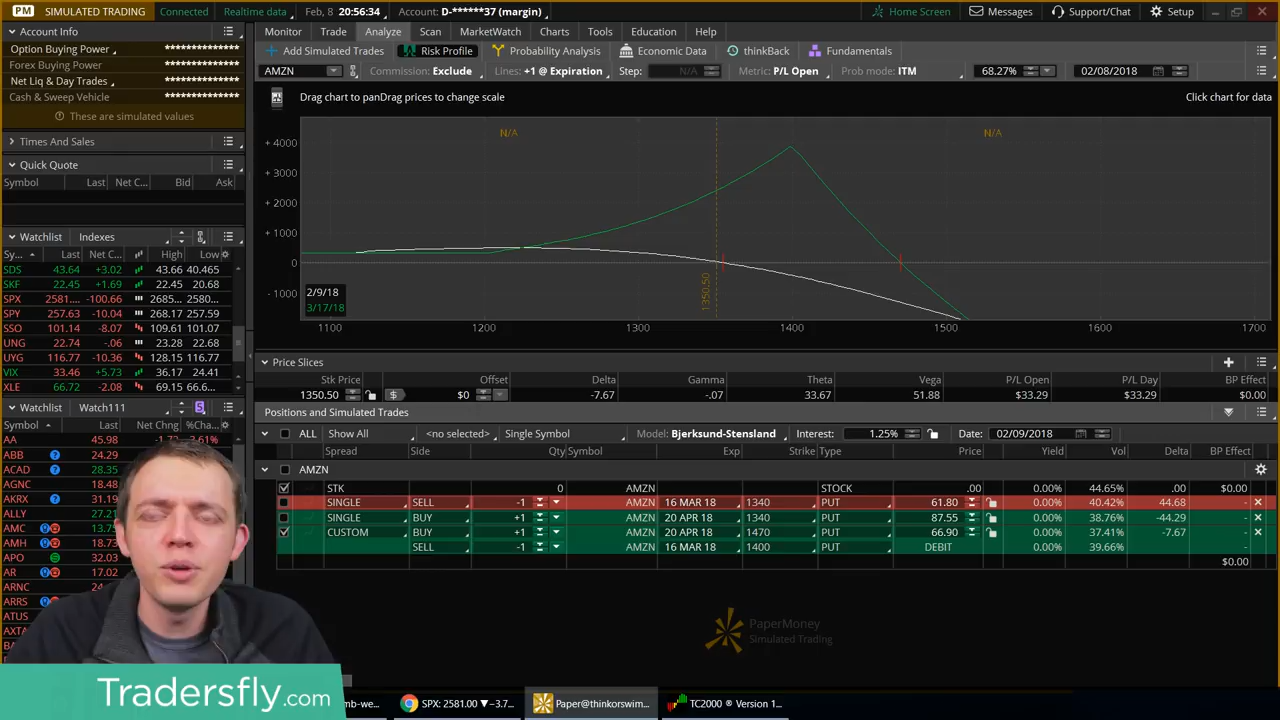 PM SIMULATED TRADING Connected Realtime data Feb, 8 20:56:34 Account: D-******37 (margin) Home Screen Messages Support/Chat Setup
Account Info
Option Buying Power *************
Forex Buying Power *************
Net Liq & Day Trades *************
Cash & Sweep Vehicle *************
These are simulated values
Times And Sales
Quick Quote
Symbol Last Net C... Bid Ask
Watchlist Indexes
Sy... Last Net C... High Low
SDS 43.64 +3.02 43.66 40.465
SKF 22.45 +1.69 22.45 20.68
SPX 2581.... -100.66 2685.... 2580...
SPY 257.63 -10.04 268.17 257.59
SSO 101.14 -8.07 109.61 101.07
UNG 22.74 -.06 23.28 22.68
UYG 116.77 -10.36 128.15 116.77
VIX 33.46 +5.73 36.17 24.41
XLE 66.72 -2.08 69.15 66.6...
Watchlist Watch111
Symbol Last Net Chng %Cha...
AA 45.98
ABB 24.29
ACAD 28.35
AGNC 18.48
AKRX 31.19
ALLY 27.21
AMC
AMH 18.73
APO 32.03
AR 17.02
ARNC
ARRS
ATUS
Monitor Trade Analyze Scan MarketWatch Charts Tools Education Help
Add Simulated Trades Risk Profile Probability Analysis Economic Data thinkBack Fundamentals
AMZN Commission: Exclude Lines: +1 @ Expiration Step: N/A Metric: P/L Open Prob mode: ITM 68.27% 02/08/2018
Drag chart to panDrag prices to change scale Click chart for data
N/A N/A
+ 4000
+ 3000
+ 2000
+ 1000
0
- 1000
1350.50
2/9/18
3/17/18
1100 1200 1300 1400 1500 1600 1700
Price Slices
Stk Price Offset Delta Gamma Theta Vega P/L Open P/L Day BP Effect
1350.50 $ $0 -7.67 -.07 33.67 51.88 $33.29 $33.29 $0.00
Positions and Simulated Trades
ALL Show All <no selected> Single Symbol Model: Bjerksund-Stensland Interest: 1.25% Date: 02/09/2018
Spread Side Qty Symbol Exp Strike Type Price Yield Vol Delta BP Effect
AMZN
STK 0 AMZN STOCK .00 0.00% 44.65% .00 $0.00
SINGLE SELL -1 AMZN 16 MAR 18 1340 PUT 61.80 0.00% 40.42% 44.68 -
SINGLE BUY +1 AMZN 20 APR 18 1340 PUT 87.55 0.00% 38.76% -44.29 -
CUSTOM BUY +1 AMZN 20 APR 18 1470 PUT 66.90 0.00% 37.41% -7.67 -
SELL -1 AMZN 16 MAR 18 1400 PUT DEBIT 0.00% 39.66% -
$0.00
PaperMoney
Simulated Trading
Tradersfly.com
mb-we... SPX: 2581.00 ▼-3.7... Paper@thinkorswim... TC2000 ® Version 1...